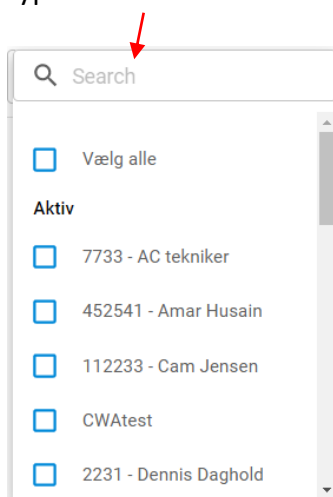 Search
Vælg alle
Aktiv
7733 - AC tekniker
452541 - Amar Husain
112233 - Cam Jensen
CWAtest
2231 - Dennis Daghold